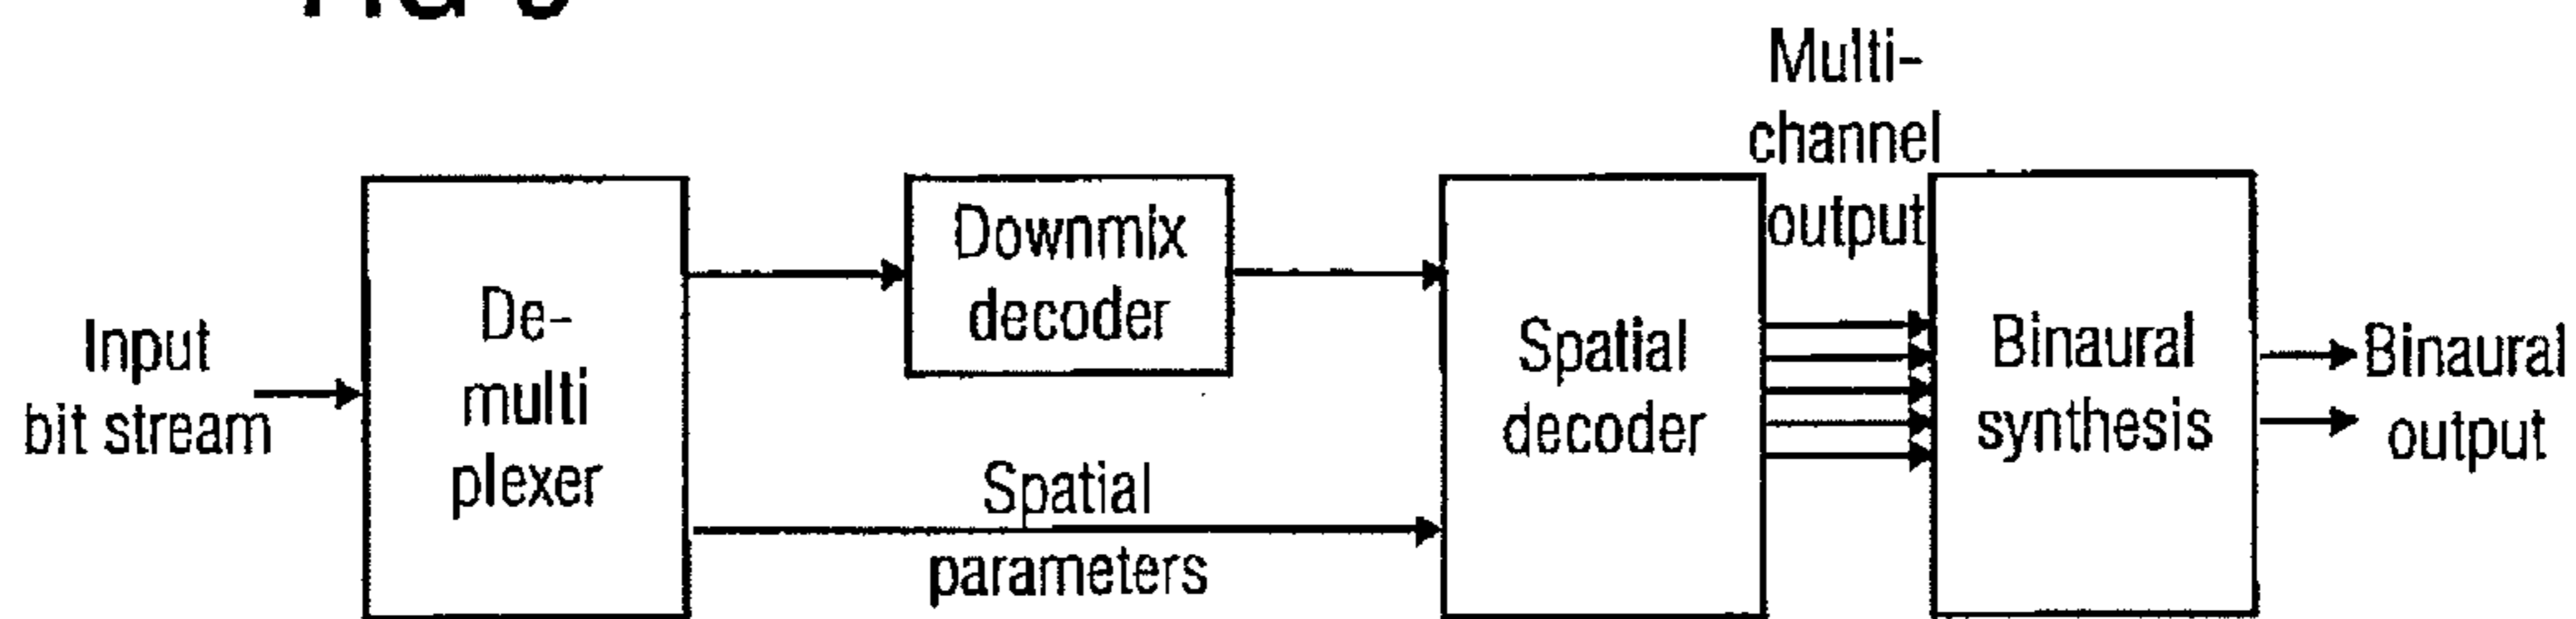 Multi-
channel
output
Input
bit stream
De-
multi
plexer
Downmix
decoder
Spatial
parameters
Spatial
decoder
Binaural
synthesis
Binaural
output